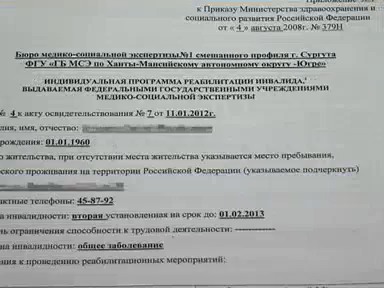 к Приказу Министерства здравоохранения и
социального развития Российской Федерации
от « 4 » августа 2008г. № 379Н
Бюро медико-социальной экспертизы№1 смешанного профиля г. Сургута
ФГУ «ГБ МСЭ по Ханты-Мансийскому автономному округу -Югре»
ИНДИВИДУАЛЬНАЯ ПРОГРАММА РЕАБИЛИТАЦИИ ИНВАЛИДА,
ВЫДАВАЕМАЯ ФЕДЕРАЛЬНЫМИ ГОСУДАРСТВЕННЫМИ УЧРЕЖДЕНИЯМИ
МЕДИКО-СОЦИАЛЬНОЙ ЭКСПЕРТИЗЫ
№ 4 к акту освидетельствования № 7 от 11.01.2012г.
имя, отчество:
рождения: 01.01.1960
жительства, при отсутствии места жительства указывается место пребывания,
проживания на территории Российской Федерации (указываемое подчеркнуть)
телефоны: 45-87-92
инвалидности: вторая установленная на срок до: 01.02.2013
ограничения способности к трудовой деятельности: ------------
инвалидности: общее заболевание
к проведению реабилитационных мероприятий: